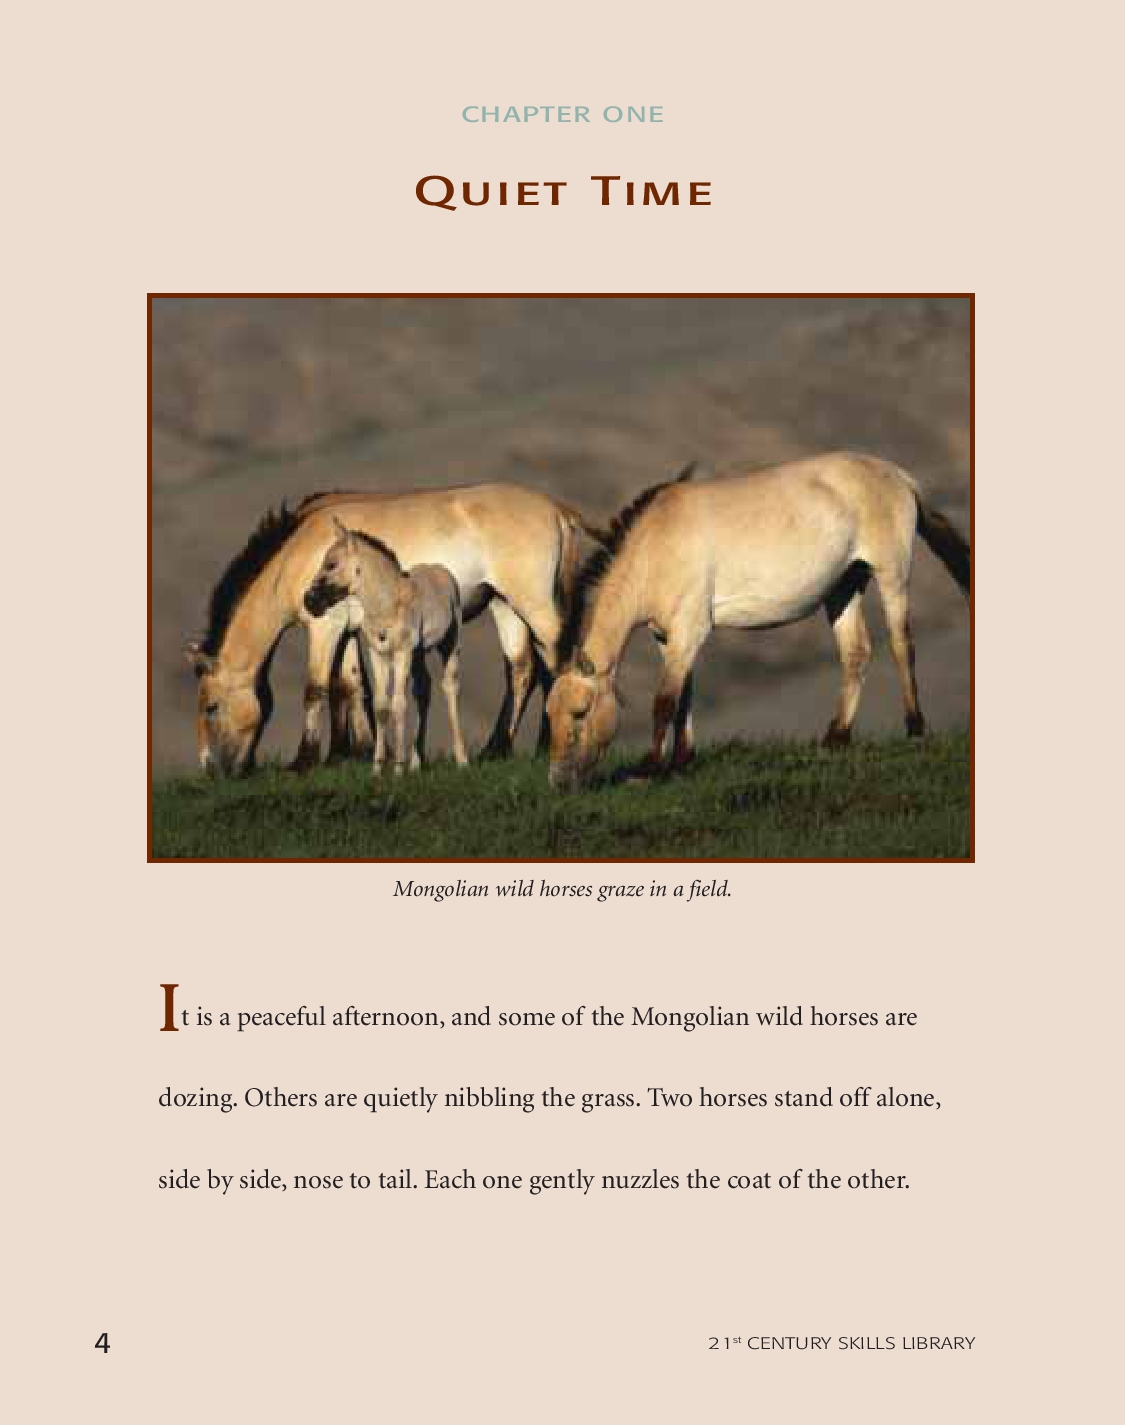 CHAPTER ONE
QUIET TIME
Mongolian wild horses graze in a field.
It is a peaceful afternoon, and some of the Mongolian wild horses are
dozing. Others are quietly nibbling the grass. Two horses stand off alone,
side by side, nose to tail. Each one gently nuzzles the coat of the other.
4
21st CENTURY SKILLS LIBRARY